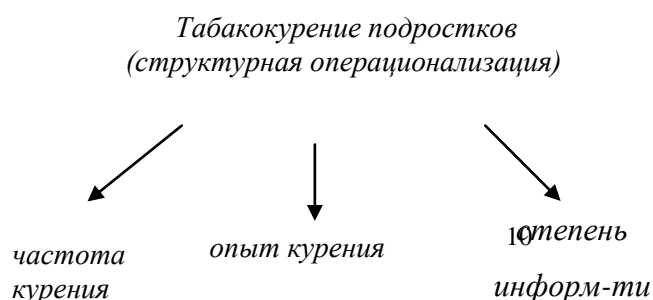 Табакокурение подростков
(структурная операционализация)
частота
курения
опыт курения
10
степень
информ-ти